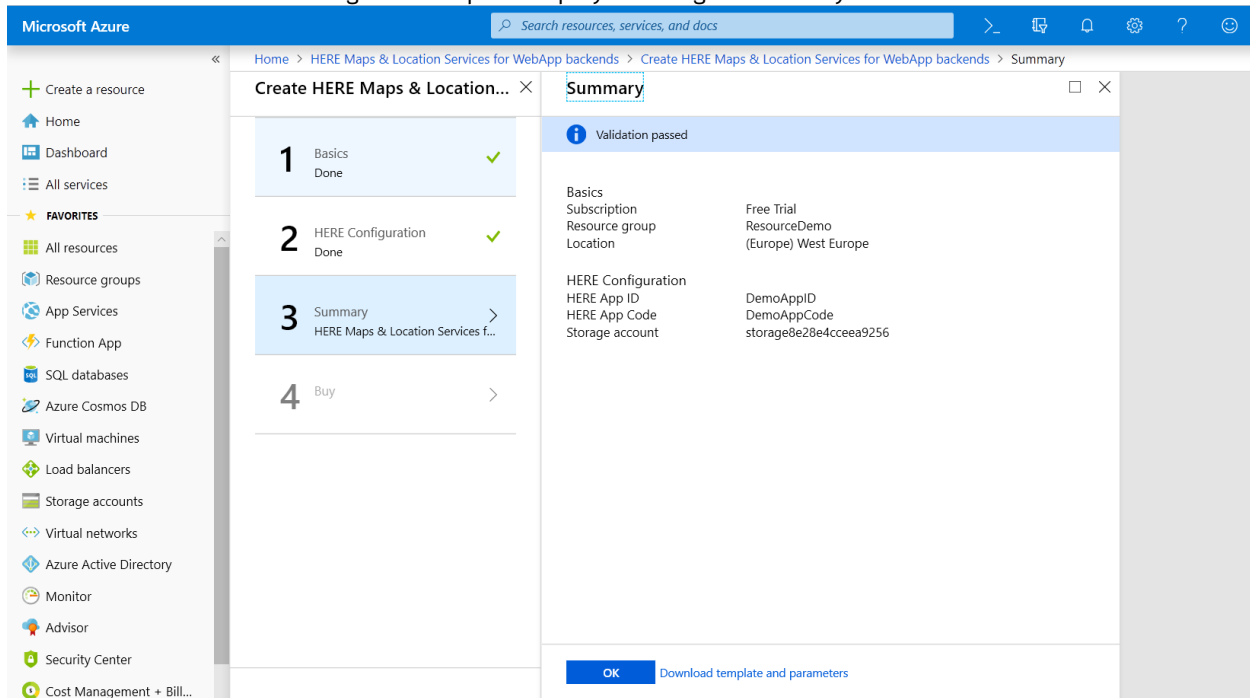 Microsoft Azure
Search resources, services, and docs
«
Home > HERE Maps & Location Services for WebApp backends > Create HERE Maps & Location Services for WebApp backends > Summary
Create a resource
Home
Dashboard
All services
FAVORITES
All resources
Resource groups
App Services
Function App
SQL databases
Azure Cosmos DB
Virtual machines
Load balancers
Storage accounts
Virtual networks
Azure Active Directory
Monitor
Advisor
Security Center
Cost Management + Bill...
Create HERE Maps & Location...
1 Basics
Done
2 HERE Configuration
Done
3 Summary
HERE Maps & Location Services f...
4 Buy
Summary
Validation passed
Basics
Subscription Free Trial
Resource group ResourceDemo
Location (Europe) West Europe
HERE Configuration
HERE App ID DemoAppID
HERE App Code DemoAppCode
Storage account storage8e28e4cceea9256
OK Download template and parameters